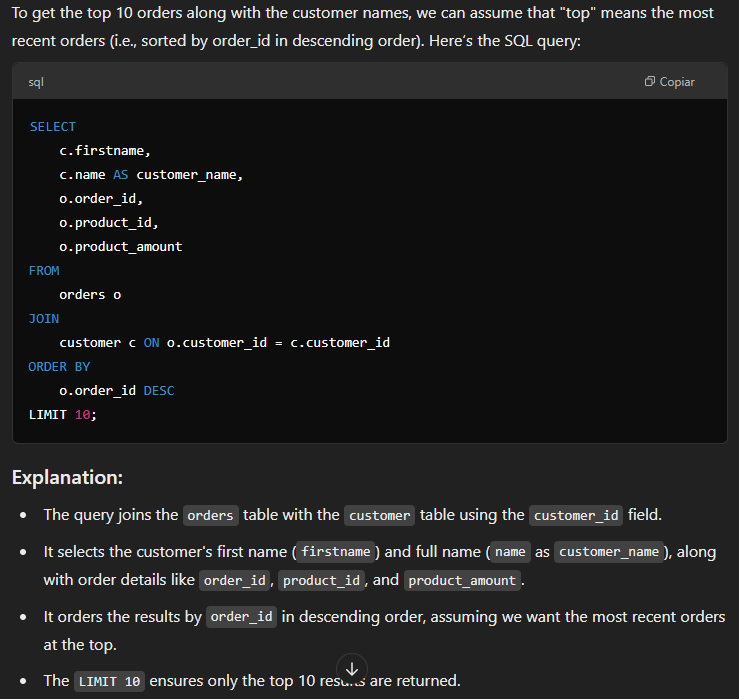 To get the top 10 orders along with the customer names, we can assume that "top" means the most
recent orders (i.e., sorted by order_id in descending order). Here's the SQL query:
sql
Copiar
SELECT
c.firstname,
c.name AS customer_name,
o.order_id,
o.product_id,
o.product_amount
FROM
orders o
JOIN
customer c ON o.customer_id = c.customer_id
ORDER BY
o.order_id DESC
LIMIT 10;
Explanation:
• The query joins the orders table with the customer table using the customer_id field.
• It selects the customer's first name (firstname) and full name (name as customer_name), along
with order details like order_id, product_id, and product_amount.
• It orders the results by order_id in descending order, assuming we want the most recent orders
at the top.
• The LIMIT 10 ensures only the top 10 results are returned.